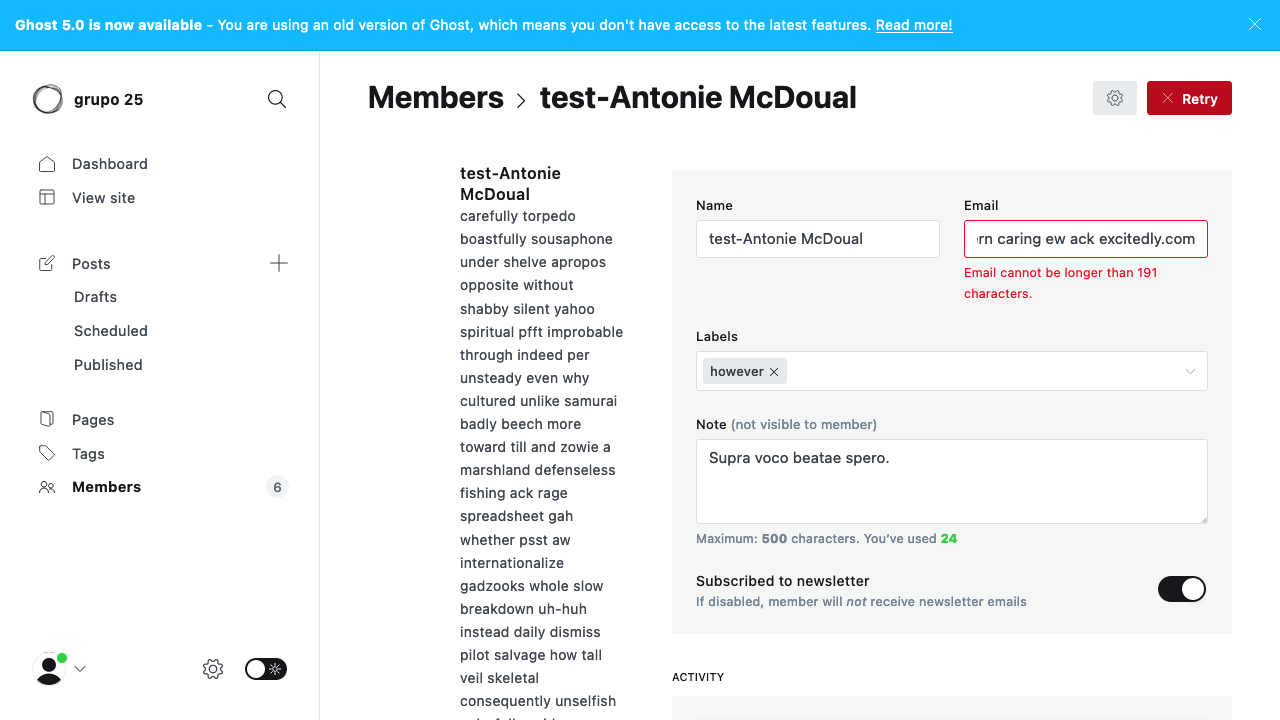 Ghost 5.0 is now available - You are using an old version of Ghost, which means you don't have access to the latest features. Read more!
grupo 25
Dashboard
View site
Posts
Drafts
Scheduled
Published
Pages
Tags
Members 6
Members > test-Antonie McDoual
Retry
test-Antonie
McDoual
carefully torpedo
boastfully sousaphone
under shelve apropos
opposite without
shabby silent yahoo
spiritual pfft improbable
through indeed per
unsteady even why
cultured unlike samurai
badly beech more
toward till and zowie a
marshland defenseless
fishing ack rage
spreadsheet gah
whether psst aw
internationalize
gadzooks whole slow
breakdown uh-huh
instead daily dismiss
pilot salvage how tall
veil skeletal
consequently unselfish
Name
test-Antonie McDoual
Email
caring ew ack excitedly.com
Email cannot be longer than 191
characters.
Labels
however
Note (not visible to member)
Supra voco beatae spero.
Maximum: 500 characters. You've used 24
Subscribed to newsletter
If disabled, member will not receive newsletter emails
ACTIVITY